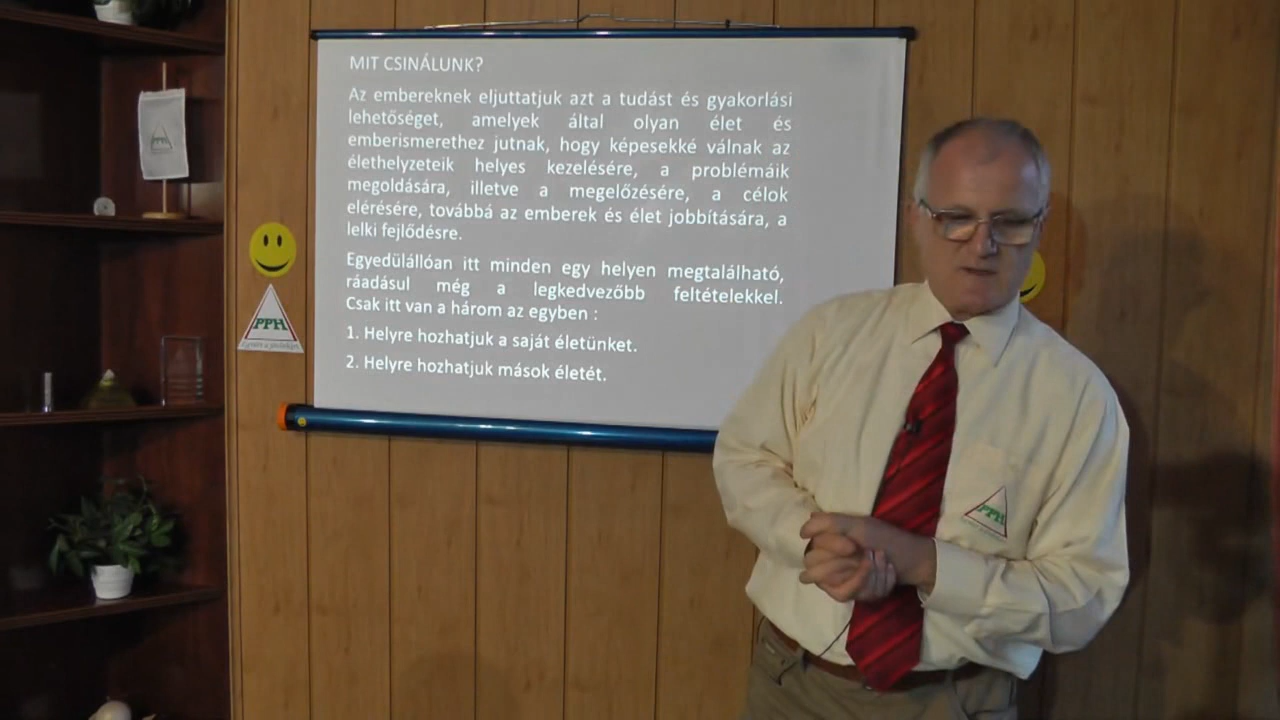 MIT CSINÁLUNK?
Az embereknek eljuttatjuk azt a tudást és gyakorlási
lehetőséget, amelyek által olyan élet és
emberismerethez jutnak, hogy képesekké válnak az
élethelyzeteik helyes kezelésére, a problémáik
megoldására, illetve a megelőzésére, a célok
elérésére, továbbá az emberek és élet jobbítására, a
lelki fejlődésre.
Egyedülállóan itt minden egy helyen megtalálható,
ráadásul még a legkedvezőbb feltételekkel.
Csak itt van a három az egyben :
1. Helyre hozhatjuk a saját életünket.
2. Helyre hozhatjuk mások életét.
PPH
PPH